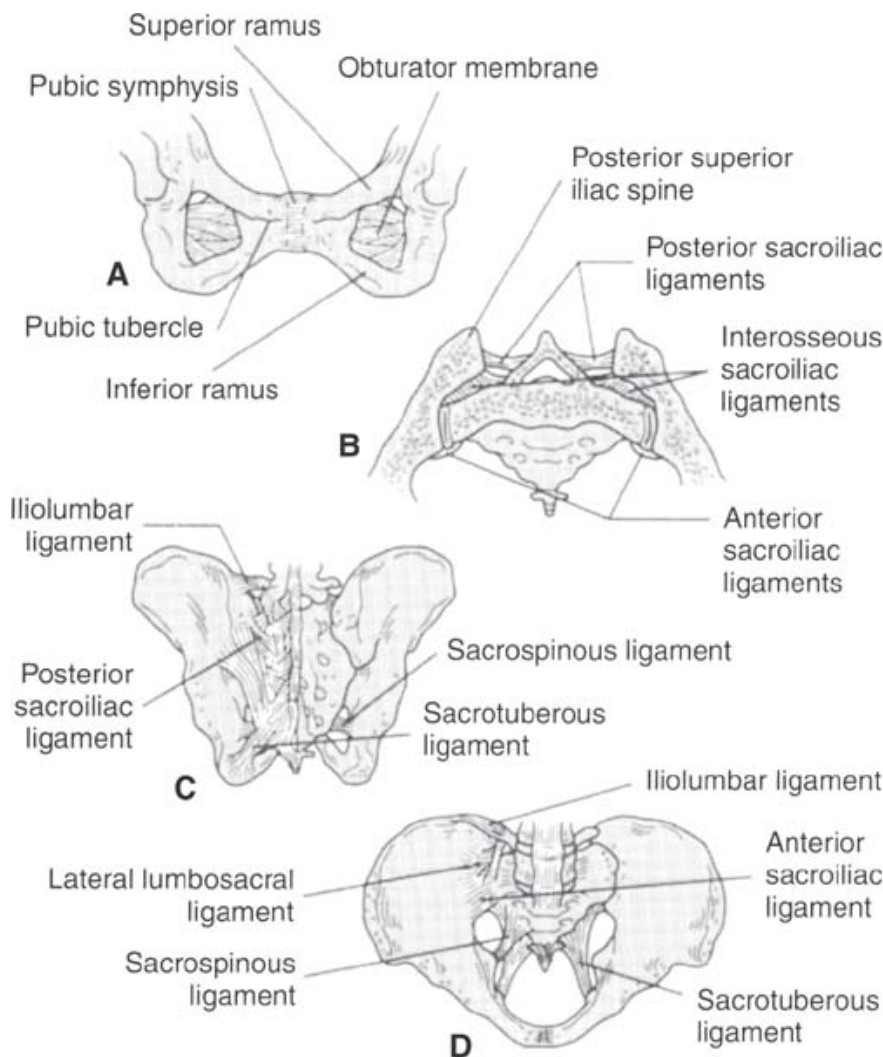 Superior ramus
Obturator membrane
Pubic symphysis
Posterior superior
iliac spine
A
Posterior sacroiliac
ligaments
Pubic tubercle
Interosseous
sacroiliac
ligaments
Inferior ramus
B
Iliolumbar
ligament
Anterior
sacroiliac
ligaments
Posterior
sacroiliac
ligament
Sacrospinous ligament
Sacrotuberous
ligament
C
Iliolumbar ligament
Lateral lumbosacral
ligament
Anterior
sacroiliac
ligament
Sacrospinous
ligament
Sacrotuberous
ligament
D